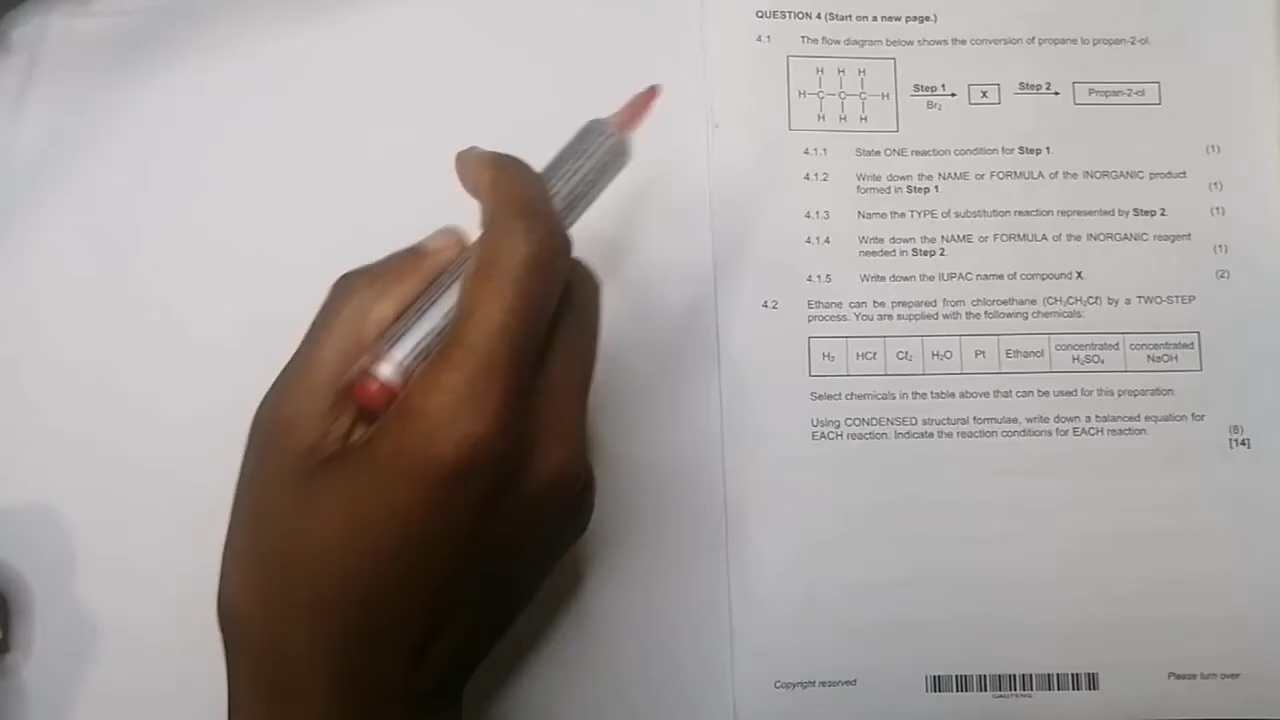 QUESTION 4 (Start on a new page.)
4.1 The flow diagram below shows the conversion of propane to propan-2-ol.
H H H
H C C C H
H H H
Step 1
Br₂
X
Step 2
Propan-2-ol
4.1.1 State ONE reaction condition for Step 1. (1)
4.1.2 Write down the NAME or FORMULA of the INORGANIC product
formed in Step 1. (1)
4.1.3 Name the TYPE of substitution reaction represented by Step 2. (1)
4.1.4 Write down the NAME or FORMULA of the INORGANIC reagent
needed in Step 2. (1)
4.1.5 Write down the IUPAC name of compound X. (2)
4.2 Ethane can be prepared from chloroethane (CH₃CH₂Cℓ) by a TWO-STEP
process. You are supplied with the following chemicals:
H₂ HCℓ Cℓ₂ H₂O Pt Ethanol concentrated H₂SO₄ concentrated NaOH
Select chemicals in the table above that can be used for this preparation.
Using CONDENSED structural formulae, write down a balanced equation for
EACH reaction. Indicate the reaction conditions for EACH reaction. (8)
[14]
Copyright reserved
Please turn over